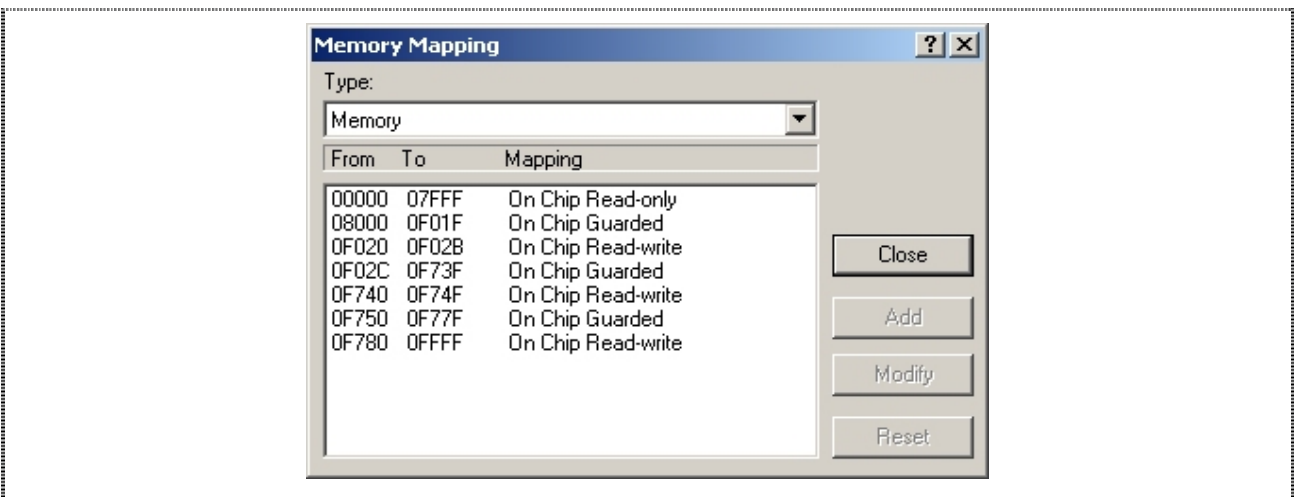 Memory Mapping
Type:
Memory
From To Mapping
00000 07FFF On Chip Read-only
08000 0F01F On Chip Guarded
0F020 0F02B On Chip Read-write
0F02C 0F73F On Chip Guarded
0F740 0F74F On Chip Read-write
0F750 0F77F On Chip Guarded
0F780 0FFFF On Chip Read-write
Close
Add
Modify
Reset